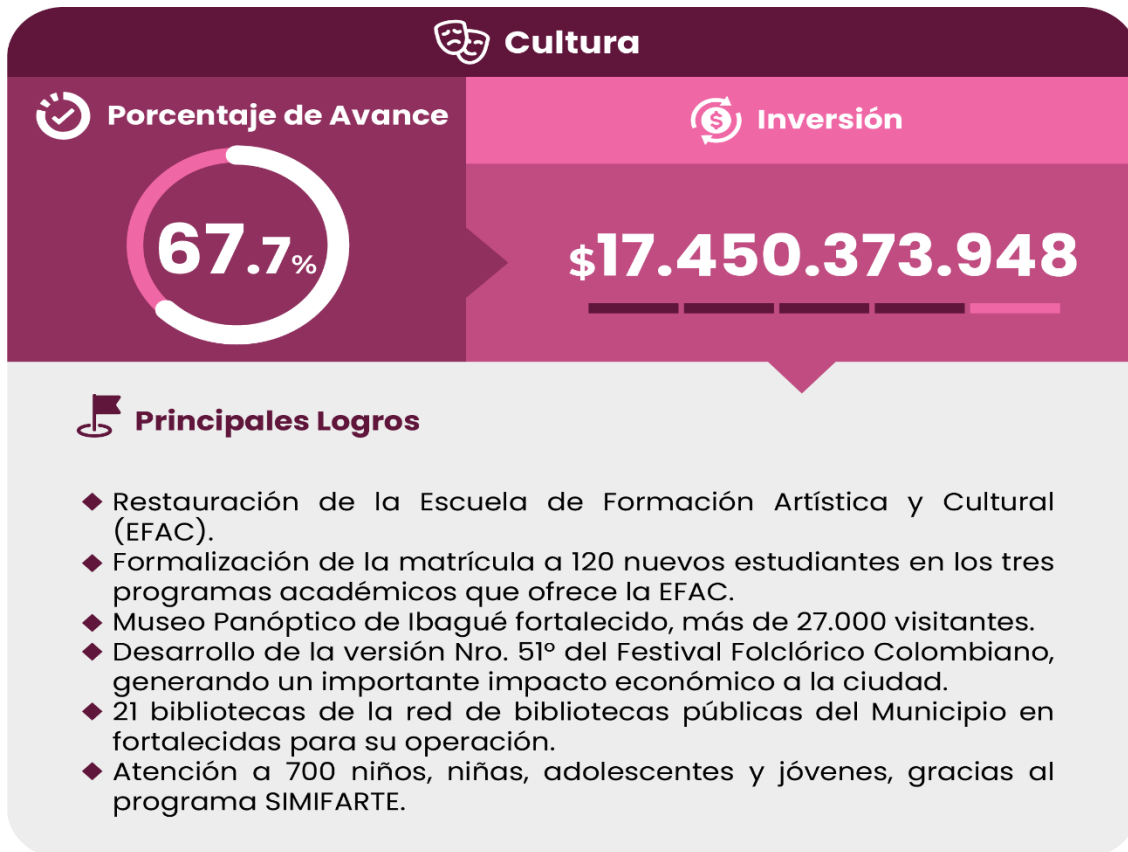 Cultura
Porcentaje de Avance
67.7%
Inversión
$17.450.373.948
Principales Logros
Restauración de la Escuela de Formación Artística y Cultural
(EFAC).
Formalización de la matrícula a 120 nuevos estudiantes en los tres
programas académicos que ofrece la EFAC.
Museo Panóptico de Ibagué fortalecido, más de 27.000 visitantes.
Desarrollo de la versión Nro. 51° del Festival Folclórico Colombiano,
generando un importante impacto económico a la ciudad.
21 bibliotecas de la red de bibliotecas públicas del Municipio en
fortalecidas para su operación.
Atención a 700 niños, niñas, adolescentes y jóvenes, gracias al
programa SIMIFARTE.